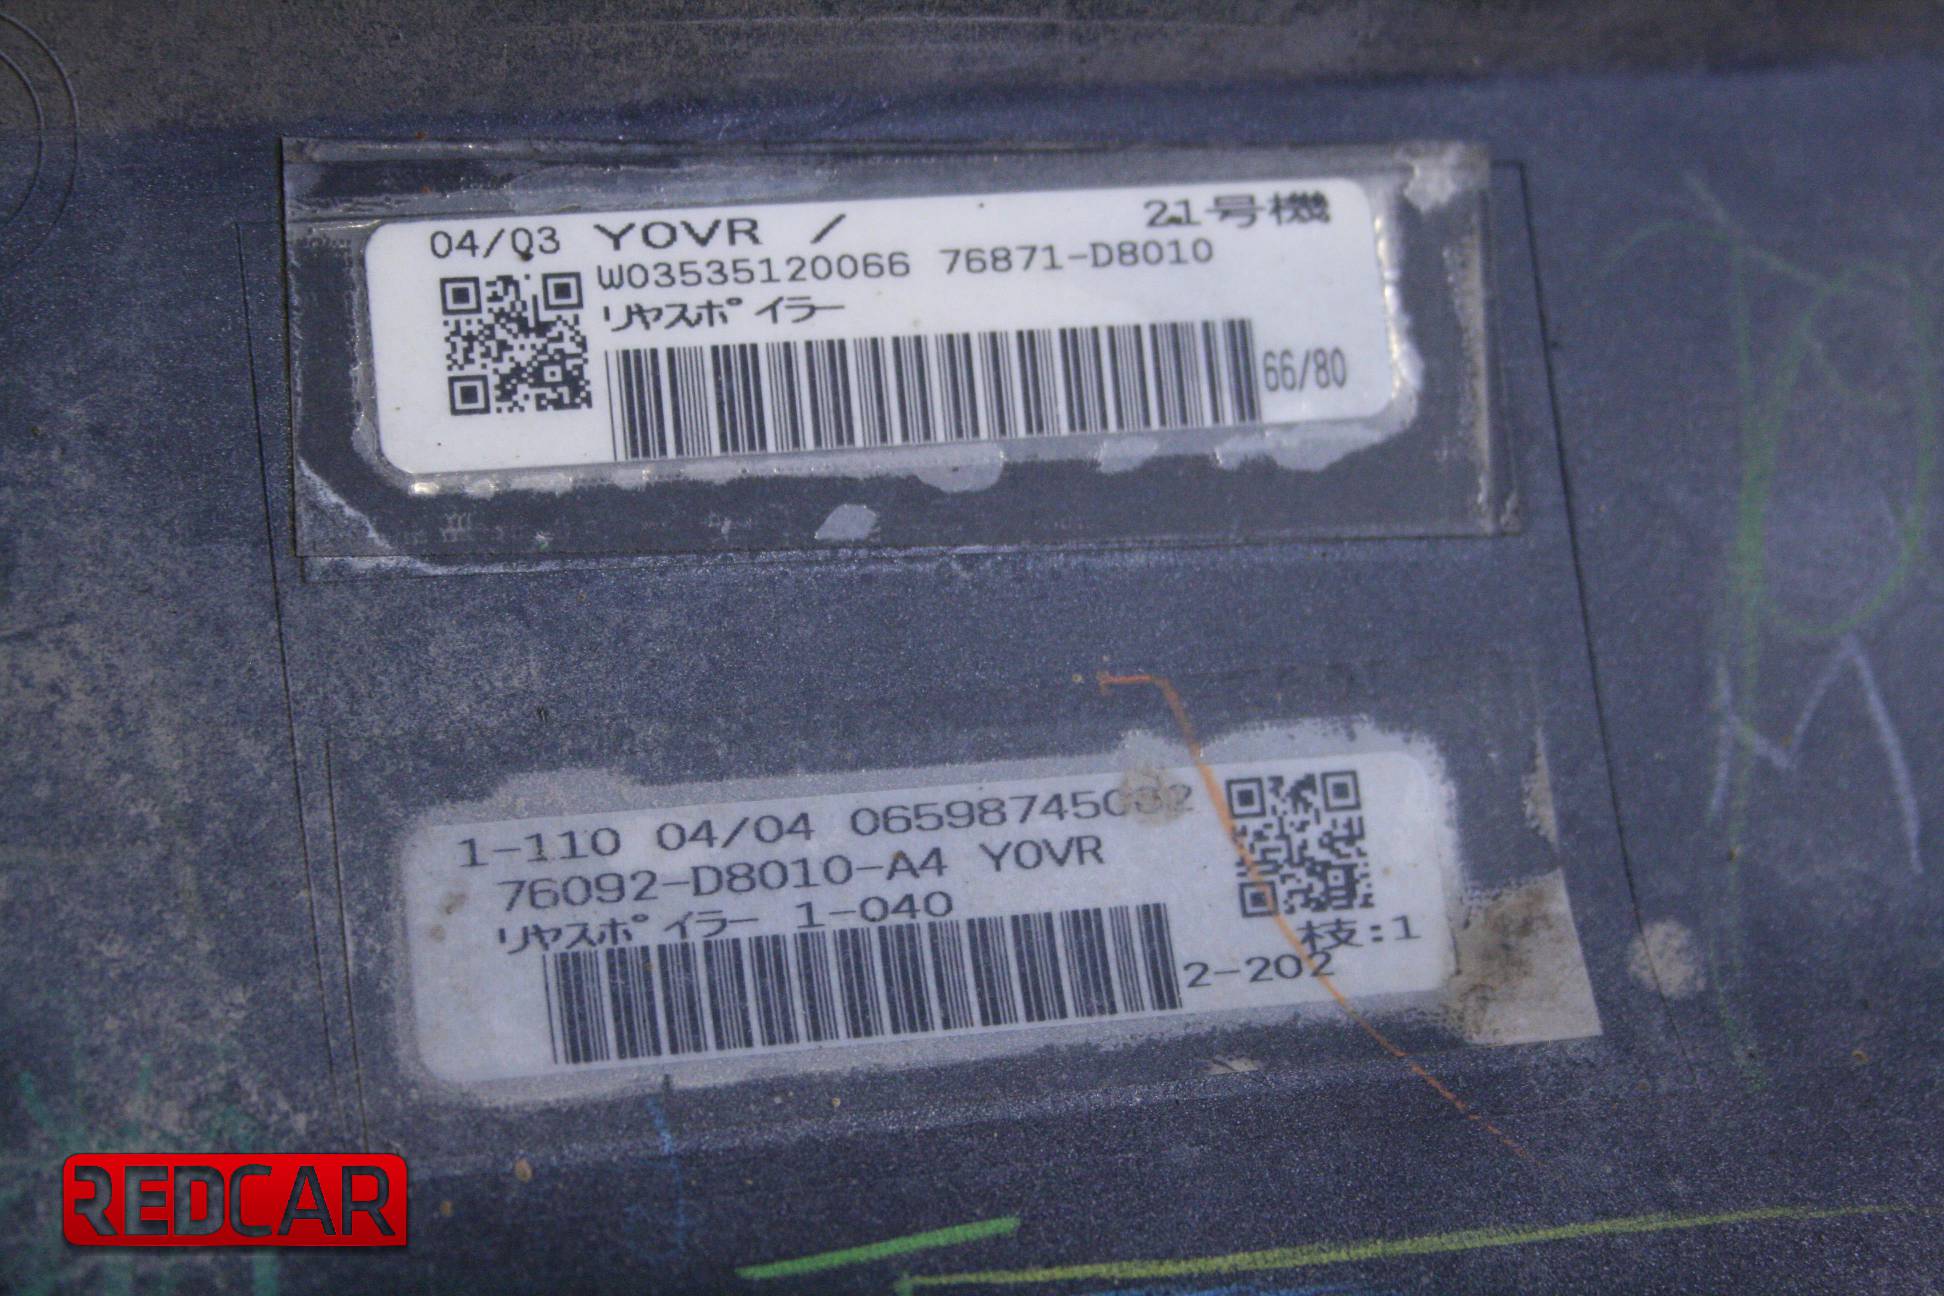 04/03 YOVR / 21号機
W03535120066 76871-D8010
リヤスポイラー
66/80
1-110 04/04 065987450
76092-D8010-A4 YOVR
リヤスポイラー 1-040
枝:1
2-202
REDCAR